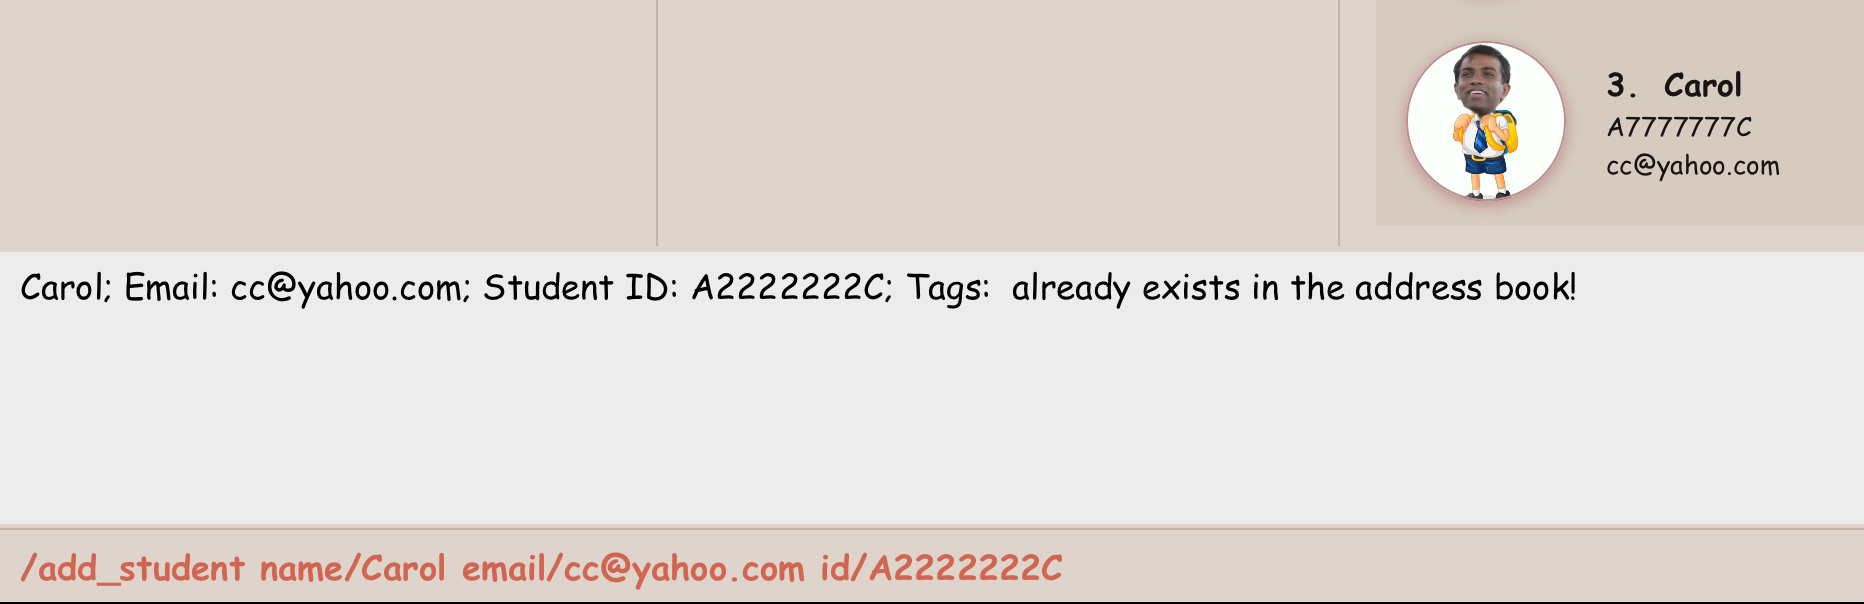 3. Carol
A7777777C
cc@yahoo.com
Carol; Email: cc@yahoo.com; Student ID: A2222222C; Tags:  already exists in the address book!
/add_student name/Carol email/cc@yahoo.com id/A2222222C